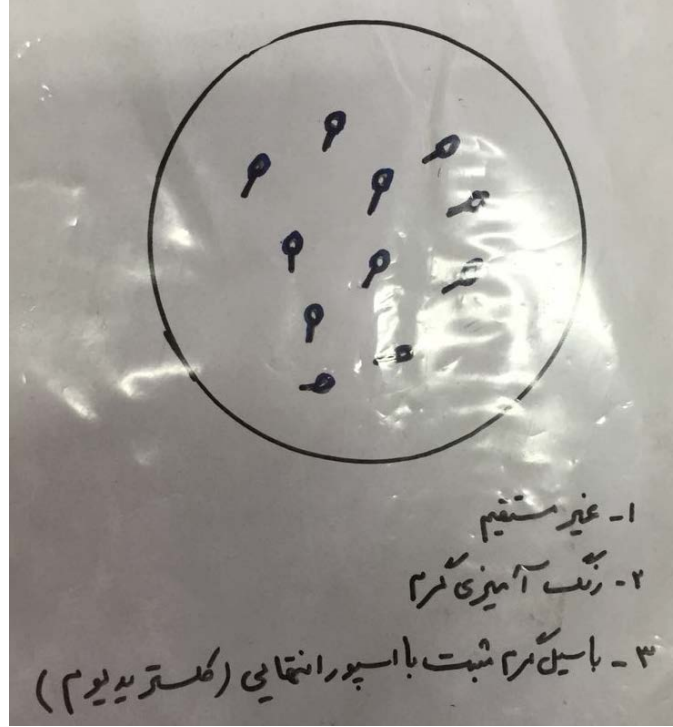 ۱- غیر مستقیم
۲- رنگ آمیزی گرم
۳- باسیل گرم مثبت با اسپور انتهایی (کلستریدیوم)